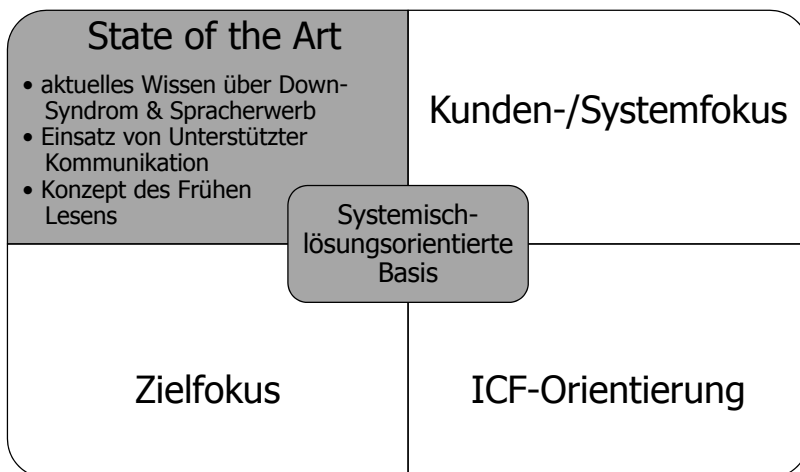 State of the Art
• aktuelles Wissen über Down-
Syndrom & Spracherwerb
• Einsatz von Unterstützter
Kommunikation
• Konzept des Frühen
Lesens
Kunden-/Systemfokus
Systemisch-
lösungsorientierte
Basis
Zielfokus
ICF-Orientierung